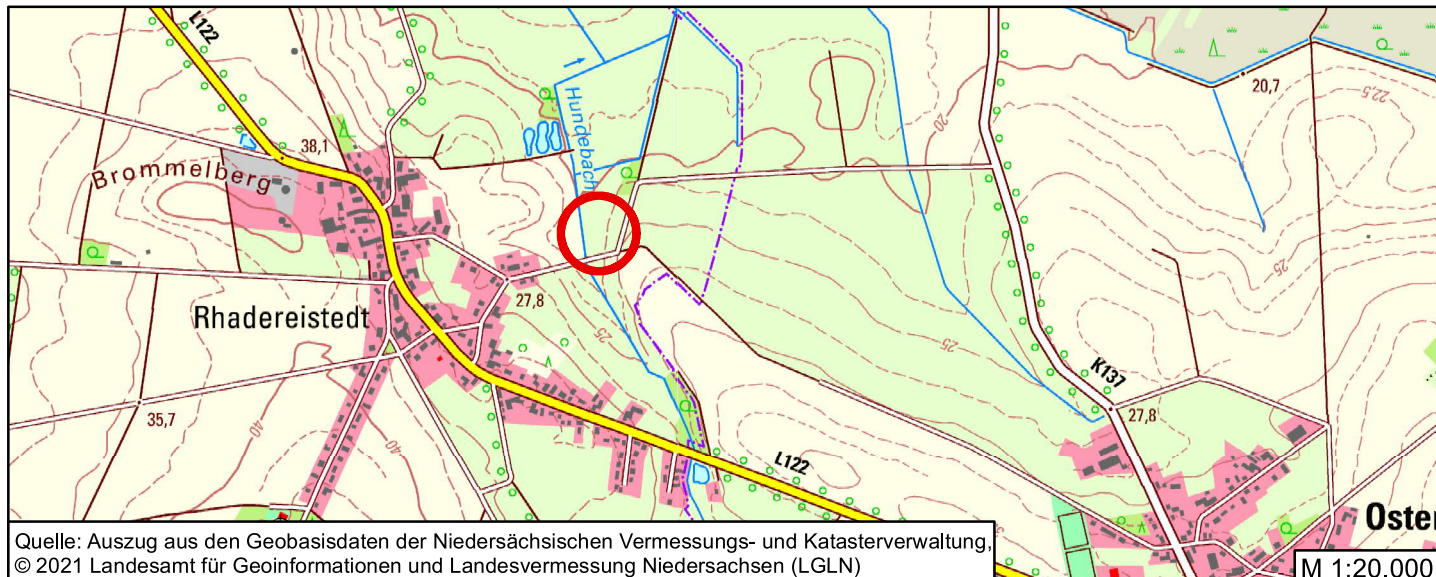 L122
38,1
Brommelberg
Hundebach
20
20,7
22,5
25
Rhadereistedt
27,8
25
25
35,7
40
40
L122
K137
27,8
Oster
Quelle: Auszug aus den Geobasisdaten der Niedersächsischen Vermessungs- und Katasterverwaltung,
© 2021 Landesamt für Geoinformationen und Landesvermessung Niedersachsen (LGLN)
M 1:20.000